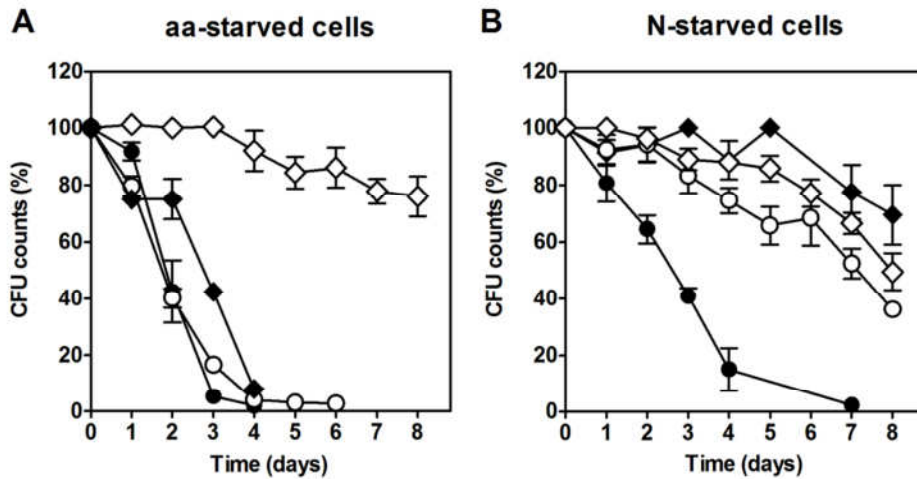 A
aa-starved cells
120
100
80
60
40
20
0
CFU counts (%)
0 1 2 3 4 5 6 7 8
Time (days)
B
N-starved cells
120
100
80
60
40
20
0
CFU counts (%)
0 1 2 3 4 5 6 7 8
Time (days)